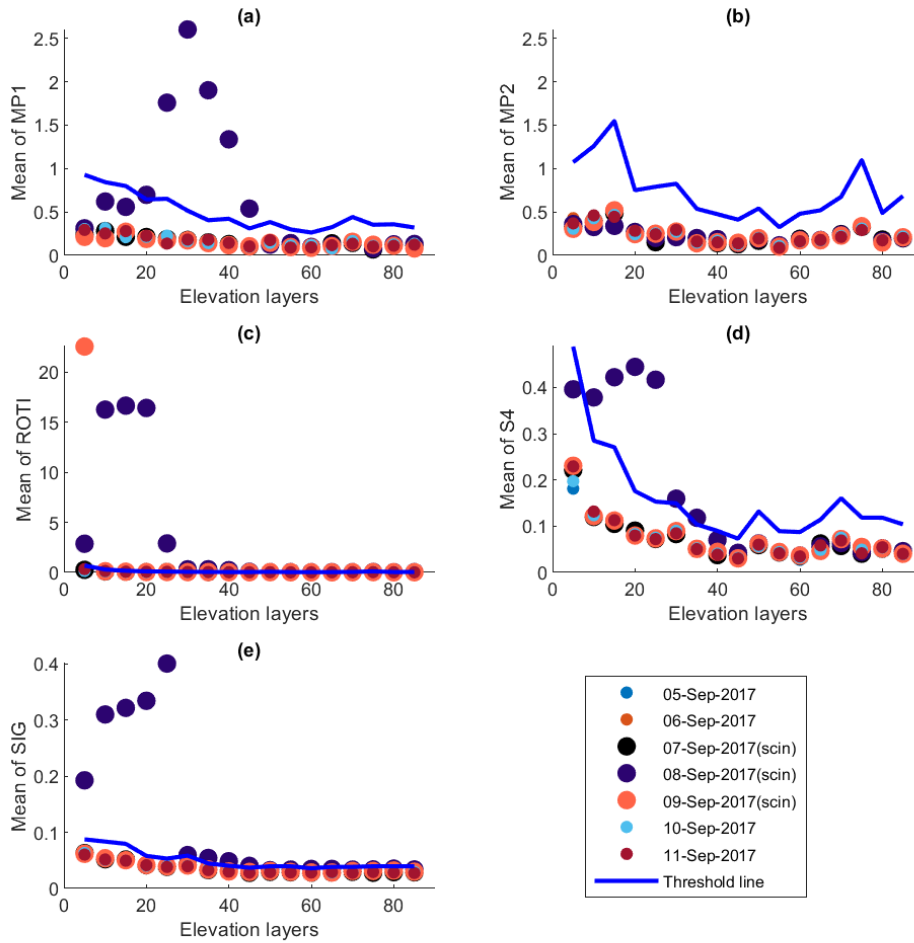 (a)
Mean of MP1
2.5
2
1.5
1
0.5
0
0 20 40 60 80
Elevation layers
(b)
Mean of MP2
2.5
2
1.5
1
0.5
0
0 20 40 60 80
Elevation layers
(c)
Mean of ROTI
20
15
10
5
0
0 20 40 60 80
Elevation layers
(d)
Mean of S4
0.4
0.3
0.2
0.1
0
0 20 40 60 80
Elevation layers
(e)
Mean of SIG
0.4
0.3
0.2
0.1
0
0 20 40 60 80
Elevation layers
05-Sep-2017
06-Sep-2017
07-Sep-2017(scin)
08-Sep-2017(scin)
09-Sep-2017(scin)
10-Sep-2017
11-Sep-2017
Threshold line